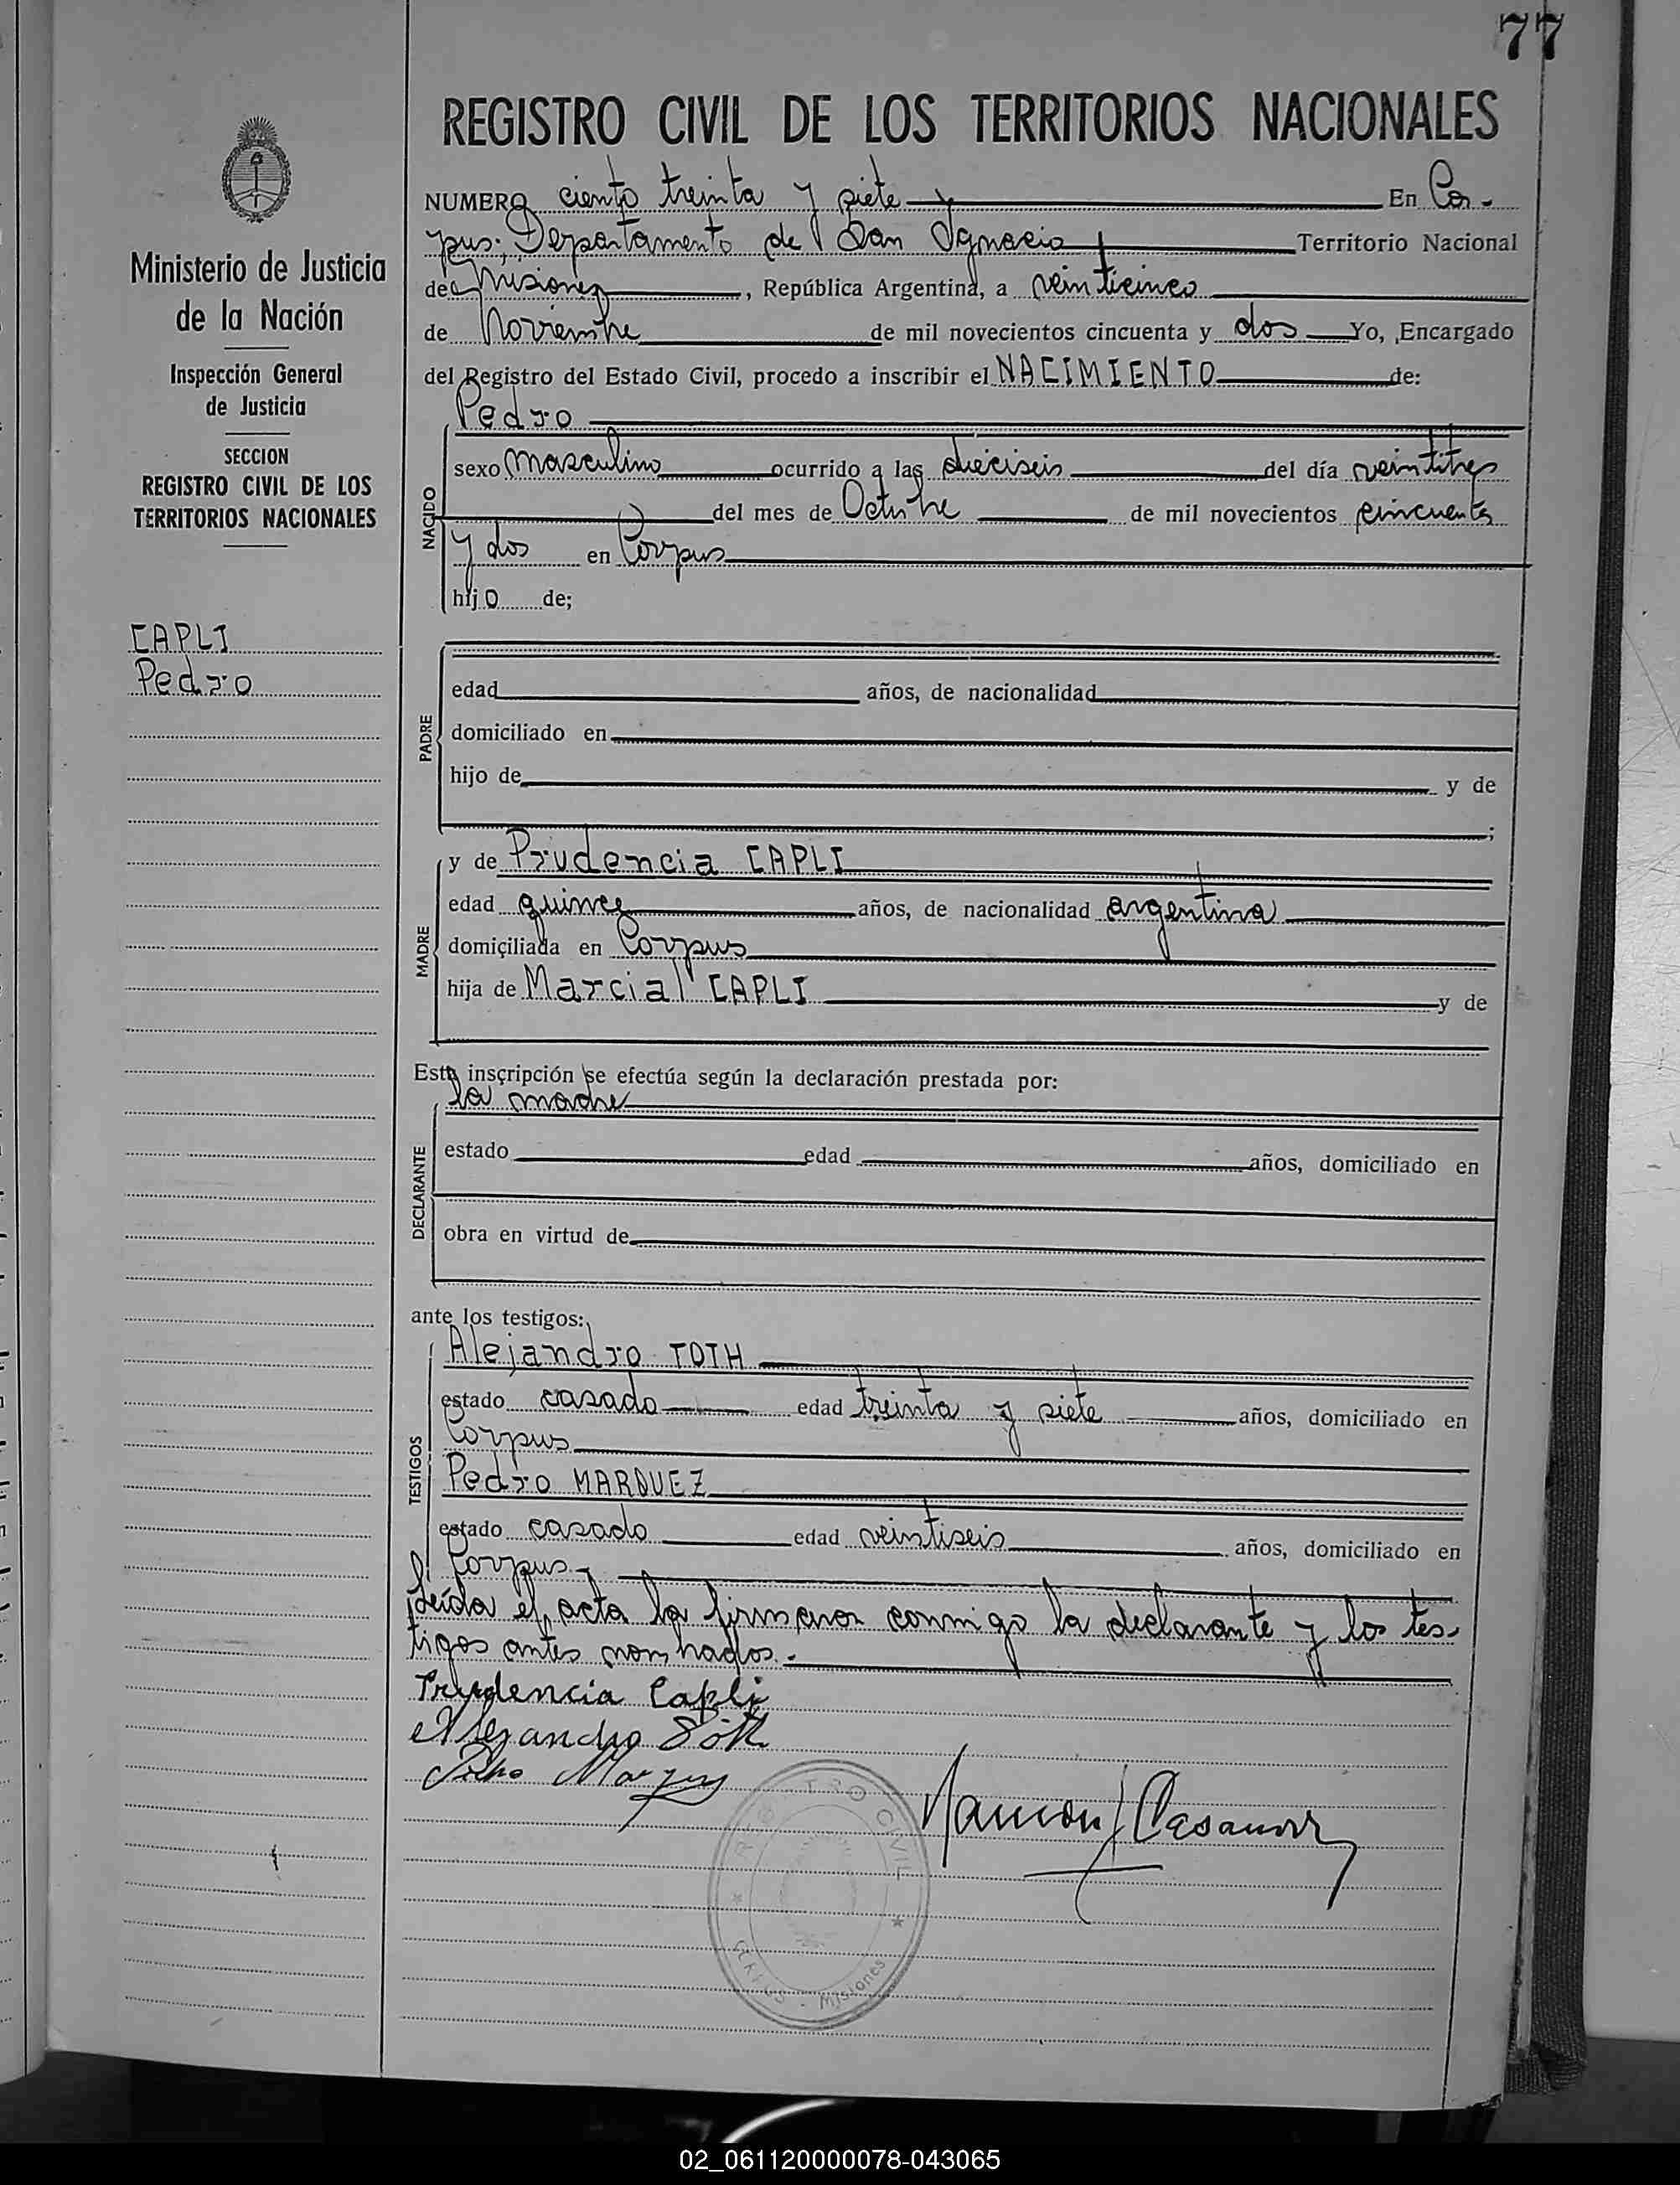 77
REGISTRO CIVIL DE LOS TERRITORIOS NACIONALES
Ministerio de Justicia
de la Nación
Inspección General
de Justicia
SECCION
REGISTRO CIVIL DE LOS
TERRITORIOS NACIONALES
CAPLI
Pedro
NUMERO ciento treinta y siete En Cor-
pus; Departamento de San Ignacio Territorio Nacional
de Misiones, República Argentina, a veinticinco
de Noviembre de mil novecientos cincuenta y dos Yo, Encargado
del Registro del Estado Civil, procedo a inscribir el NACIMIENTO de:
Pedro
NACIDO
sexo masculino ocurrido a las dieciseis del día veintitres
del mes de Octubre de mil novecientos cincuenta
y dos en Corpus
hijo de;
PADRE
edad años, de nacionalidad
domiciliado en
hijo de y de
;
MADRE
y de Prudencia CAPLI
edad quince años, de nacionalidad argentina
domiciliada en Corpus
hija de Marcial CAPLI y de
Esta inscripción se efectúa según la declaración prestada por:
DECLARANTE
la madre
estado edad años, domiciliado en
obra en virtud de
ante los testigos:
TESTIGOS
Alejandro TOTH
estado casado edad treinta y siete años, domiciliado en
Corpus
Pedro MARQUEZ
estado casado edad veintiseis años, domiciliado en
Corpus.-
Leída el acta la firmaron conmigo la declarante y los tes-
tigos antes nombrados.-
Prudencia Capli
Alejandro Tóth
Pedro Marquez
Ramon J Casanova
REGISTRO CIVIL
CORPUS - Misiones
02_061120000078-043065